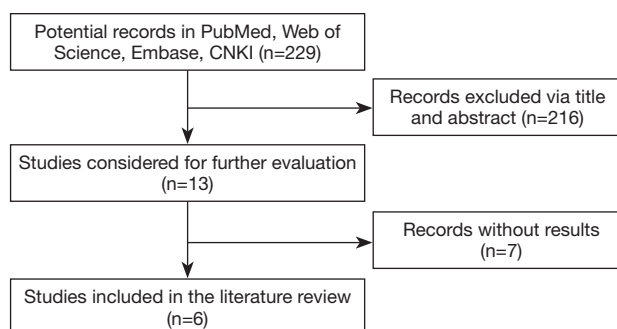 Potential records in PubMed, Web of
Science, Embase, CNKI (n=229)
Records excluded via title
and abstract (n=216)
Studies considered for further evaluation
(n=13)
Records without results
(n=7)
Studies included in the literature review
(n=6)